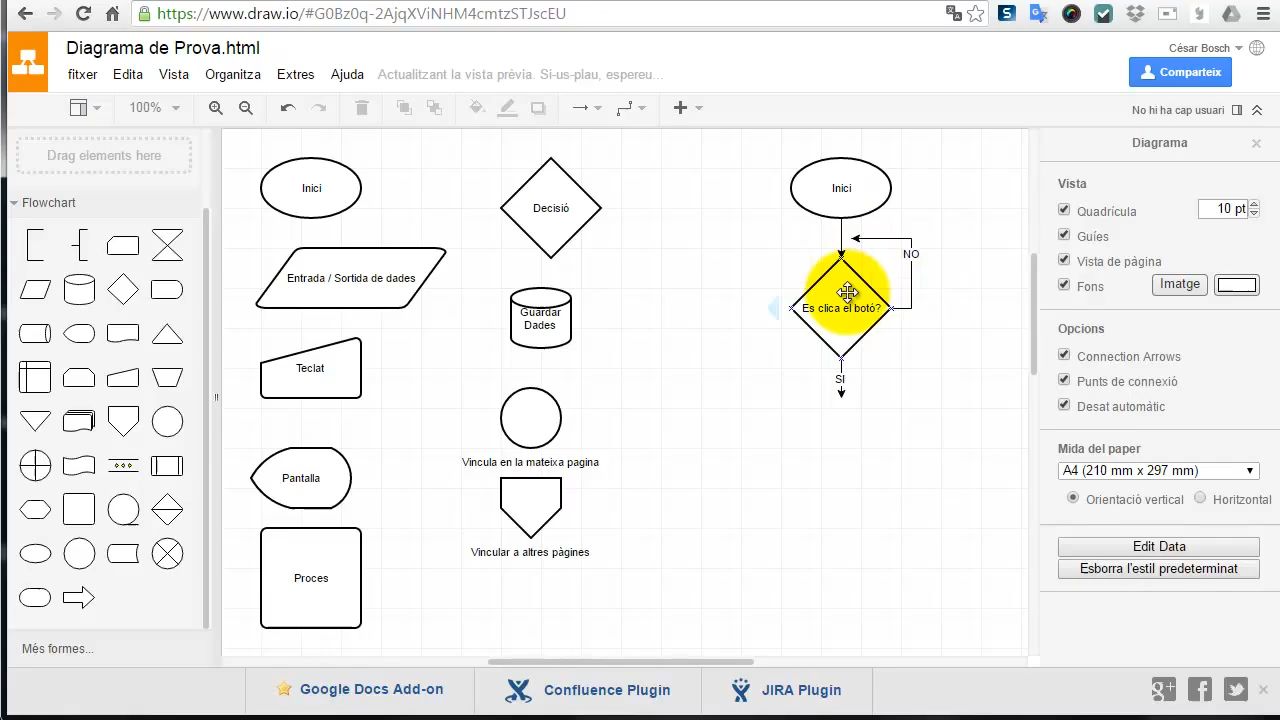 https://www.draw.io/#G0Bz0q-2AjqXViNHM4cmtzSTJscEU
Diagrama de Prova.html
César Bosch
fitxer Edita Vista Organitza Extres Ajuda Actualitzant la vista prèvia. Si-us-plau, espereu...
Comparteix
100%
No hi ha cap usuari
Drag elements here
Flowchart
Més formes...
Inici
Entrada / Sortida de dades
Teclat
Pantalla
Proces
Decisió
Guardar
Dades
Vincula en la mateixa pagina
Vincular a altres pàgines
Inici
NO
Es clica el botó?
SI
Diagrama
Vista
Quadrícula 10 pt
Guíes
Vista de pàgina
Fons Imatge
Opcions
Connection Arrows
Punts de connexió
Desat automàtic
Mida del paper
A4 (210 mm x 297 mm)
Orientació vertical Horitzontal
Edit Data
Esborra l'estil predeterminat
Google Docs Add-on Confluence Plugin JIRA Plugin